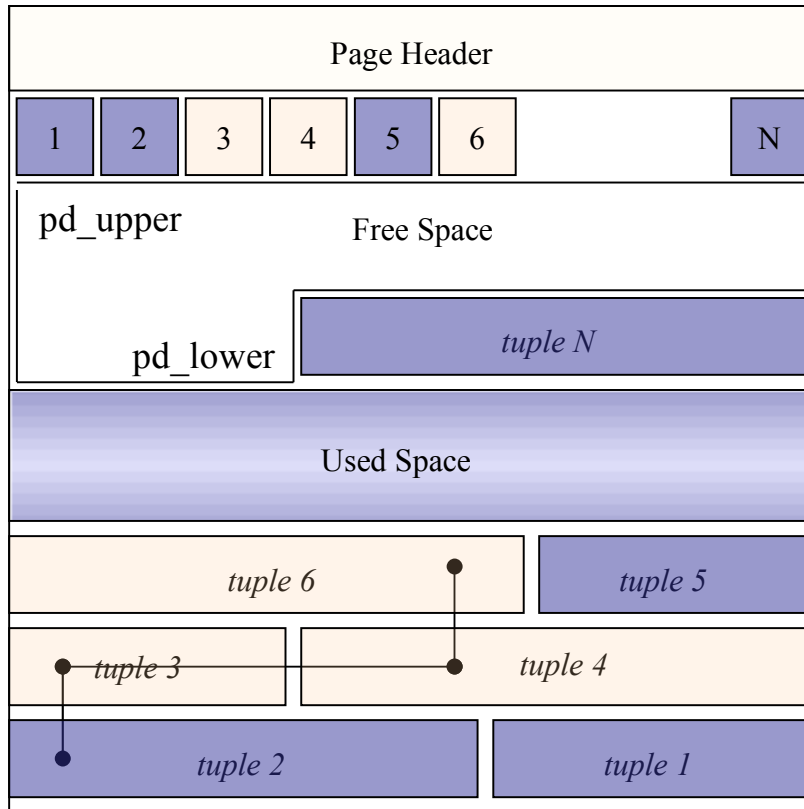 Page Header
1 2 3 4 5 6 N
pd_upper
Free Space
tuple N
pd_lower
Used Space
tuple 6 tuple 5
tuple 3 tuple 4
tuple 2 tuple 1